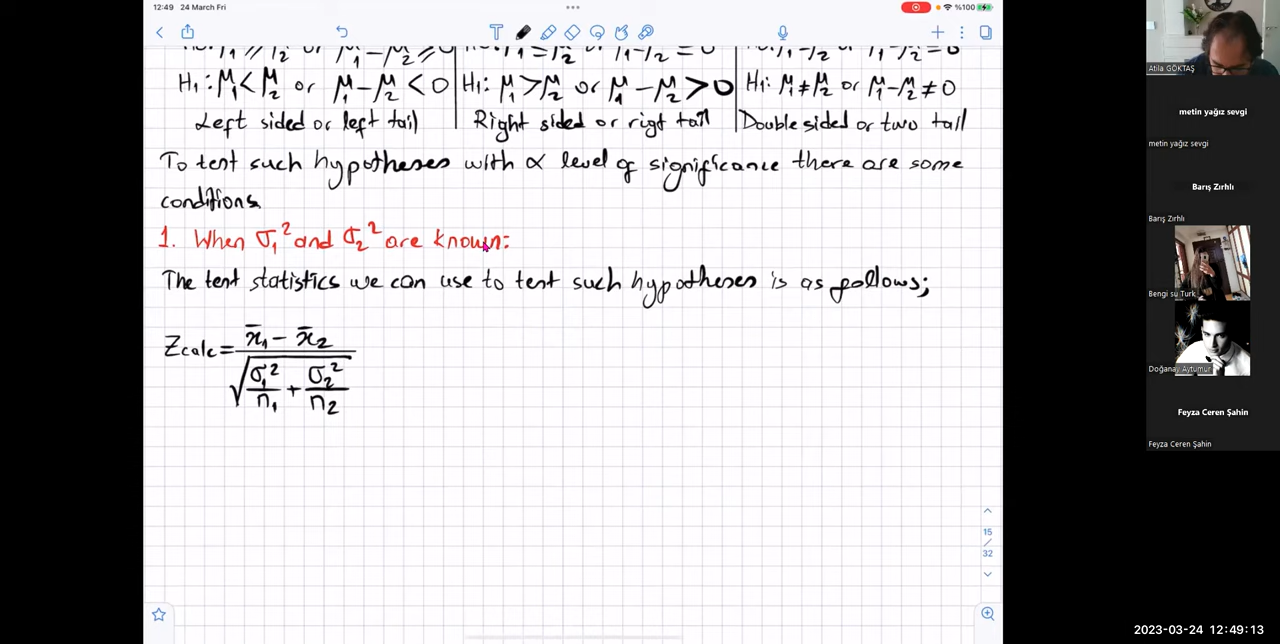 12:49 24 March Fri
%100
H₁: μ₁<μ₂ or μ₁-μ₂<0 H₁: μ₁>μ₂ or μ₁-μ₂>0 H₁: μ₁≠μ₂ or μ₁-μ₂≠0
Left sided or left tail Right sided or rigt tail Double sided or two tail
To test such hypotheses with α level of significance there are some
conditions.
1. When σ₁² and σ₂² are known:
The test statistics we can use to test such hypotheses is as follows;
Zcalc = (x̄₁ - x̄₂) / √(σ₁²/n₁ + σ₂²/n₂)
15
/
32
Atila GÖKTAŞ
metin yağız sevgi
metin yağız sevgi
Barış Zırhlı
Barış Zırhlı
Bengi su Turk
Doğanay Aytumur
Feyza Ceren Şahin
Feyza Ceren Şahin
2023-03-24 12:49:13